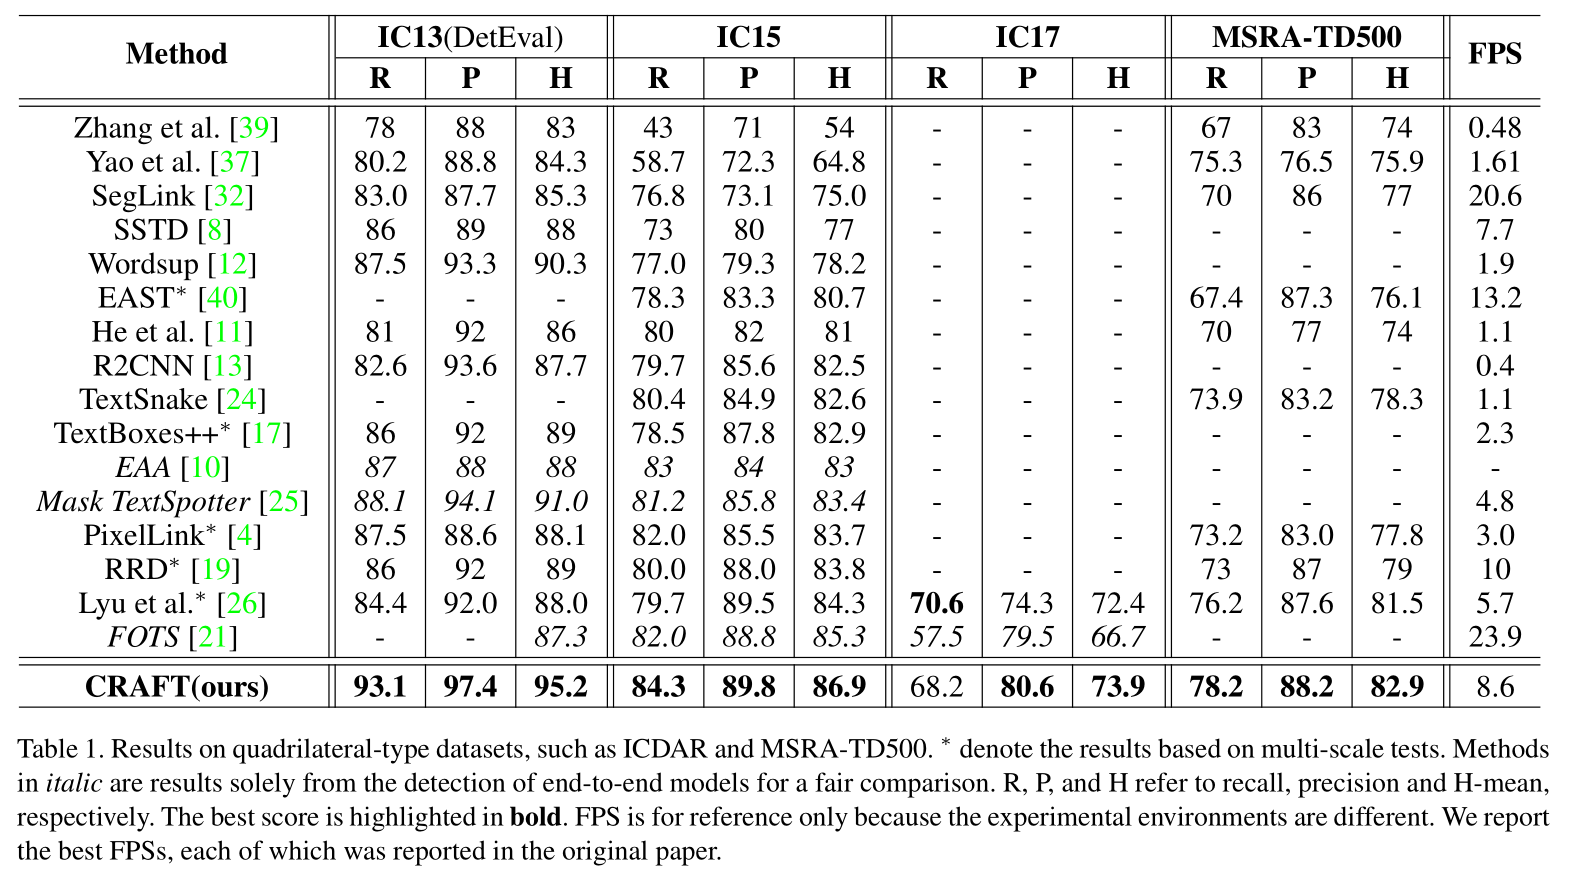 Method IC13(DetEval) IC15 IC17 MSRA-TD500 FPS
R P H R P H R P H R P H
Zhang et al. [39] 78 88 83 43 71 54 - - - 67 83 74 0.48
Yao et al. [37] 80.2 88.8 84.3 58.7 72.3 64.8 - - - 75.3 76.5 75.9 1.61
SegLink [32] 83.0 87.7 85.3 76.8 73.1 75.0 - - - 70 86 77 20.6
SSTD [8] 86 89 88 73 80 77 - - - - - - 7.7
Wordsup [12] 87.5 93.3 90.3 77.0 79.3 78.2 - - - - - - 1.9
EAST* [40] - - - 78.3 83.3 80.7 - - - 67.4 87.3 76.1 13.2
He et al. [11] 81 92 86 80 82 81 - - - 70 77 74 1.1
R2CNN [13] 82.6 93.6 87.7 79.7 85.6 82.5 - - - - - - 0.4
TextSnake [24] - - - 80.4 84.9 82.6 - - - 73.9 83.2 78.3 1.1
TextBoxes++* [17] 86 92 89 78.5 87.8 82.9 - - - - - - 2.3
EAA [10] 87 88 88 83 84 83 - - - - - - -
Mask TextSpotter [25] 88.1 94.1 91.0 81.2 85.8 83.4 - - - - - - 4.8
PixelLink* [4] 87.5 88.6 88.1 82.0 85.5 83.7 - - - 73.2 83.0 77.8 3.0
RRD* [19] 86 92 89 80.0 88.0 83.8 - - - 73 87 79 10
Lyu et al.* [26] 84.4 92.0 88.0 79.7 89.5 84.3 70.6 74.3 72.4 76.2 87.6 81.5 5.7
FOTS [21] - - 87.3 82.0 88.8 85.3 57.5 79.5 66.7 - - - 23.9
CRAFT(ours) 93.1 97.4 95.2 84.3 89.8 86.9 68.2 80.6 73.9 78.2 88.2 82.9 8.6
Table 1. Results on quadrilateral-type datasets, such as ICDAR and MSRA-TD500. * denote the results based on multi-scale tests. Methods
in italic are results solely from the detection of end-to-end models for a fair comparison. R, P, and H refer to recall, precision and H-mean,
respectively. The best score is highlighted in bold. FPS is for reference only because the experimental environments are different. We report
the best FPSs, each of which was reported in the original paper.